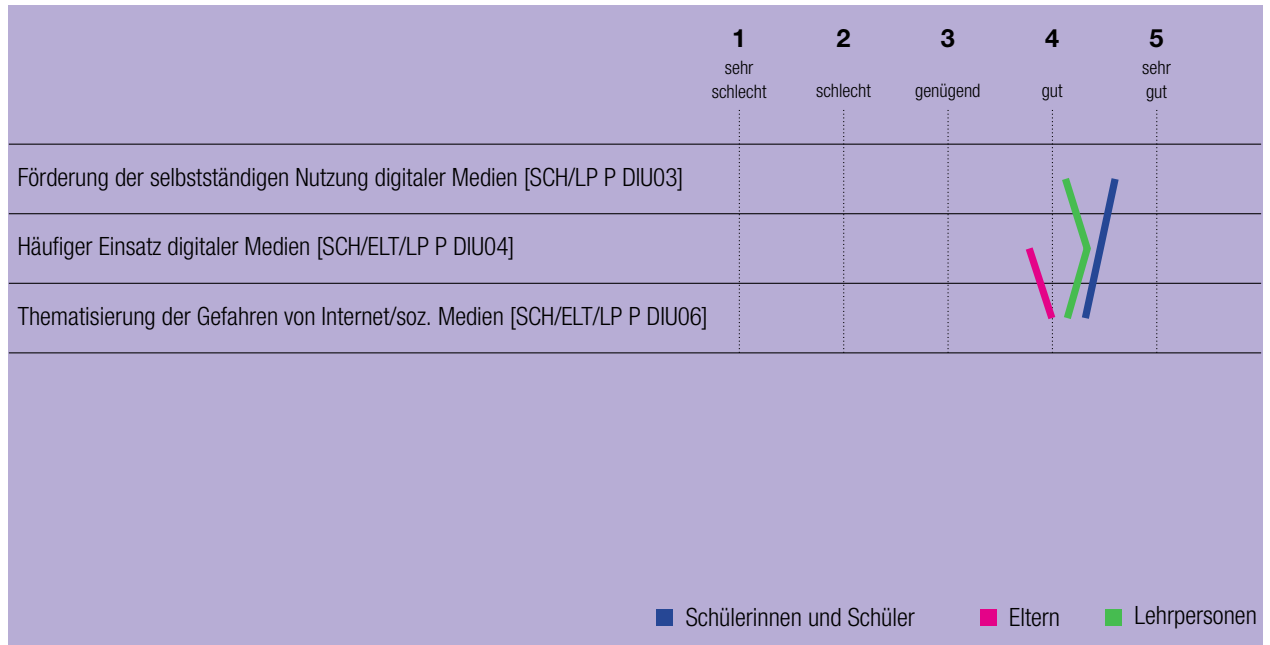 1 2 3 4 5
sehr sehr
schlecht schlecht genügend gut gut
Förderung der selbstständigen Nutzung digitaler Medien [SCH/LP P DIU03]
Häufiger Einsatz digitaler Medien [SCH/ELT/LP P DIU04]
Thematisierung der Gefahren von Internet/soz. Medien [SCH/ELT/LP P DIU06]
Schülerinnen und Schüler Eltern Lehrpersonen